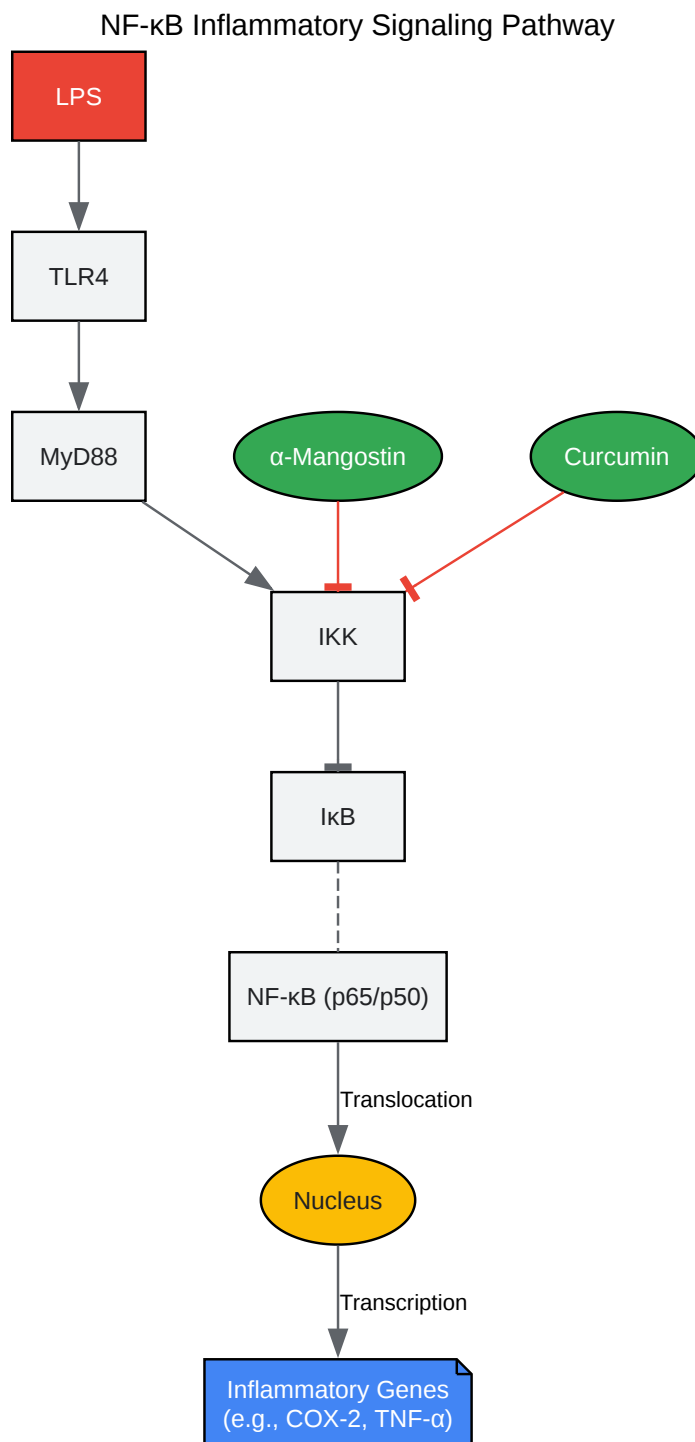 NF-κB Inflammatory Signaling Pathway
LPS
TLR4
MyD88
α-Mangostin
Curcumin
IKK
IκB
NF-κB (p65/p50)
Translocation
Nucleus
Transcription
Inflammatory Genes
(e.g., COX-2, TNF-α)